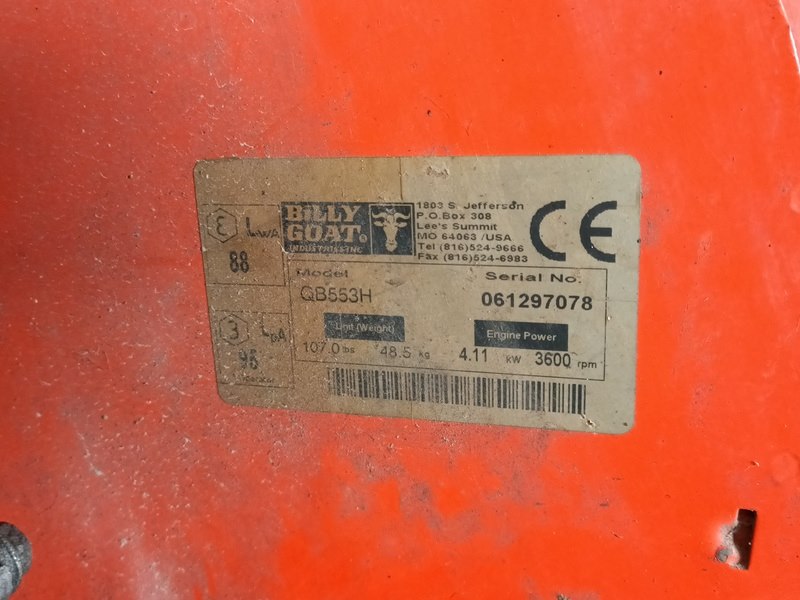 BILLY
GOAT®
INDUSTRIES INC
1803 S. Jefferson
P.O.Box 308
Lee's Summit
MO 64063 /USA
Tel (816)524-9666
Fax (816)524-6983
CE
LWA
88
Model
QB553H
Serial No.
061297078
Unit (Weight)
107.0 lbs 48.5 kg
Engine Power
4.11 kW 3600 rpm
LpA